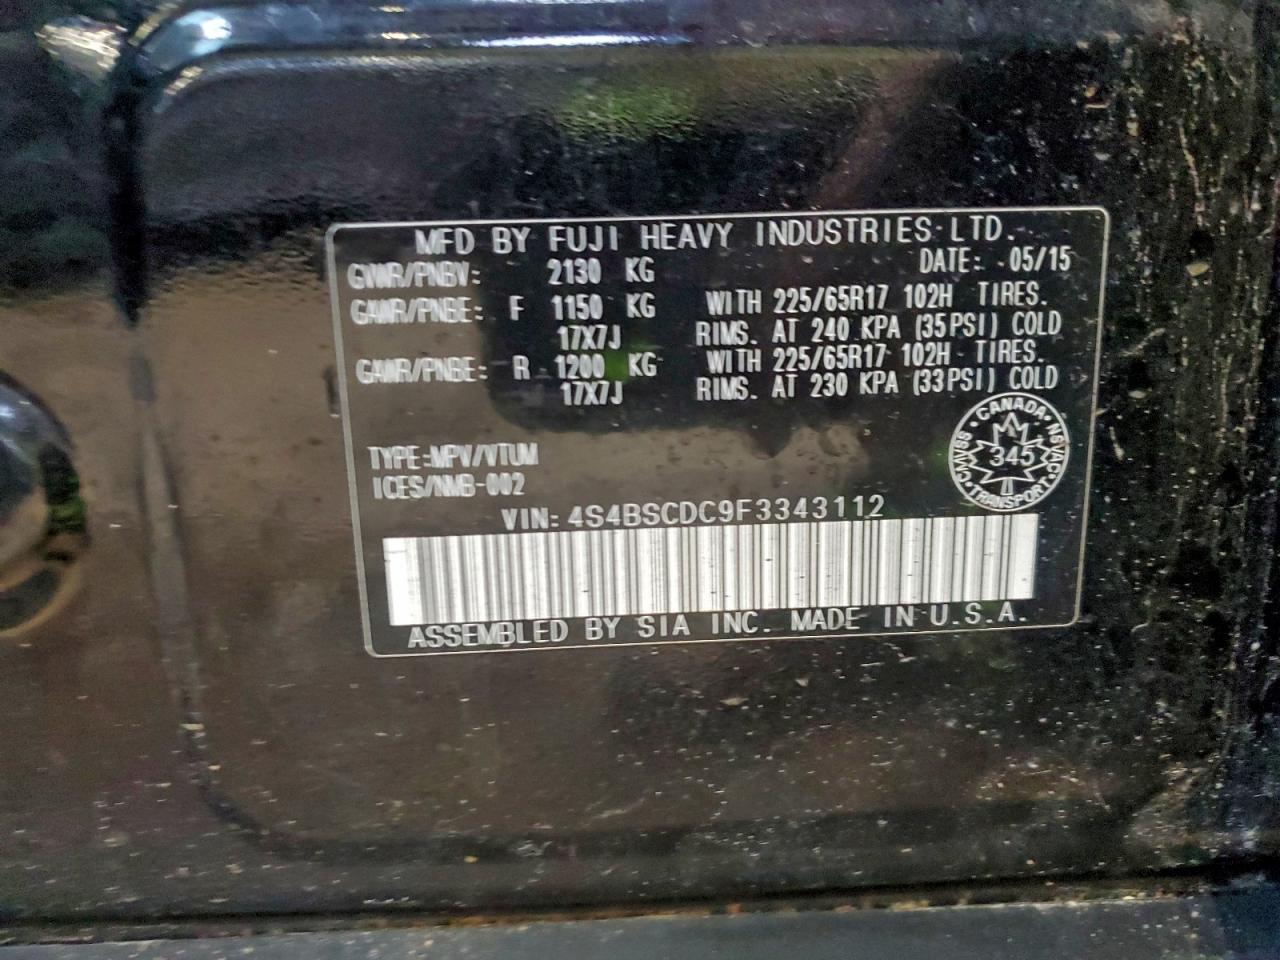 MFD BY FUJI HEAVY INDUSTRIES LTD.
GVWR/PNBV: 2130 KG DATE: 05/15
GAWR/PNBE: F 1150 KG WITH 225/65R17 102H TIRES.
17X7J RIMS. AT 240 KPA (35PSI) COLD
GAWR/PNBE: R 1200 KG WITH 225/65R17 102H TIRES.
17X7J RIMS. AT 230 KPA (33PSI) COLD
CANADA
CMVSS 345 NSVAC
TRANSPORT
TYPE:MPV/VTUM
ICES/NMB-002
VIN: 4S4BSCDC9F3343112
ASSEMBLED BY SIA INC. MADE IN U.S.A.